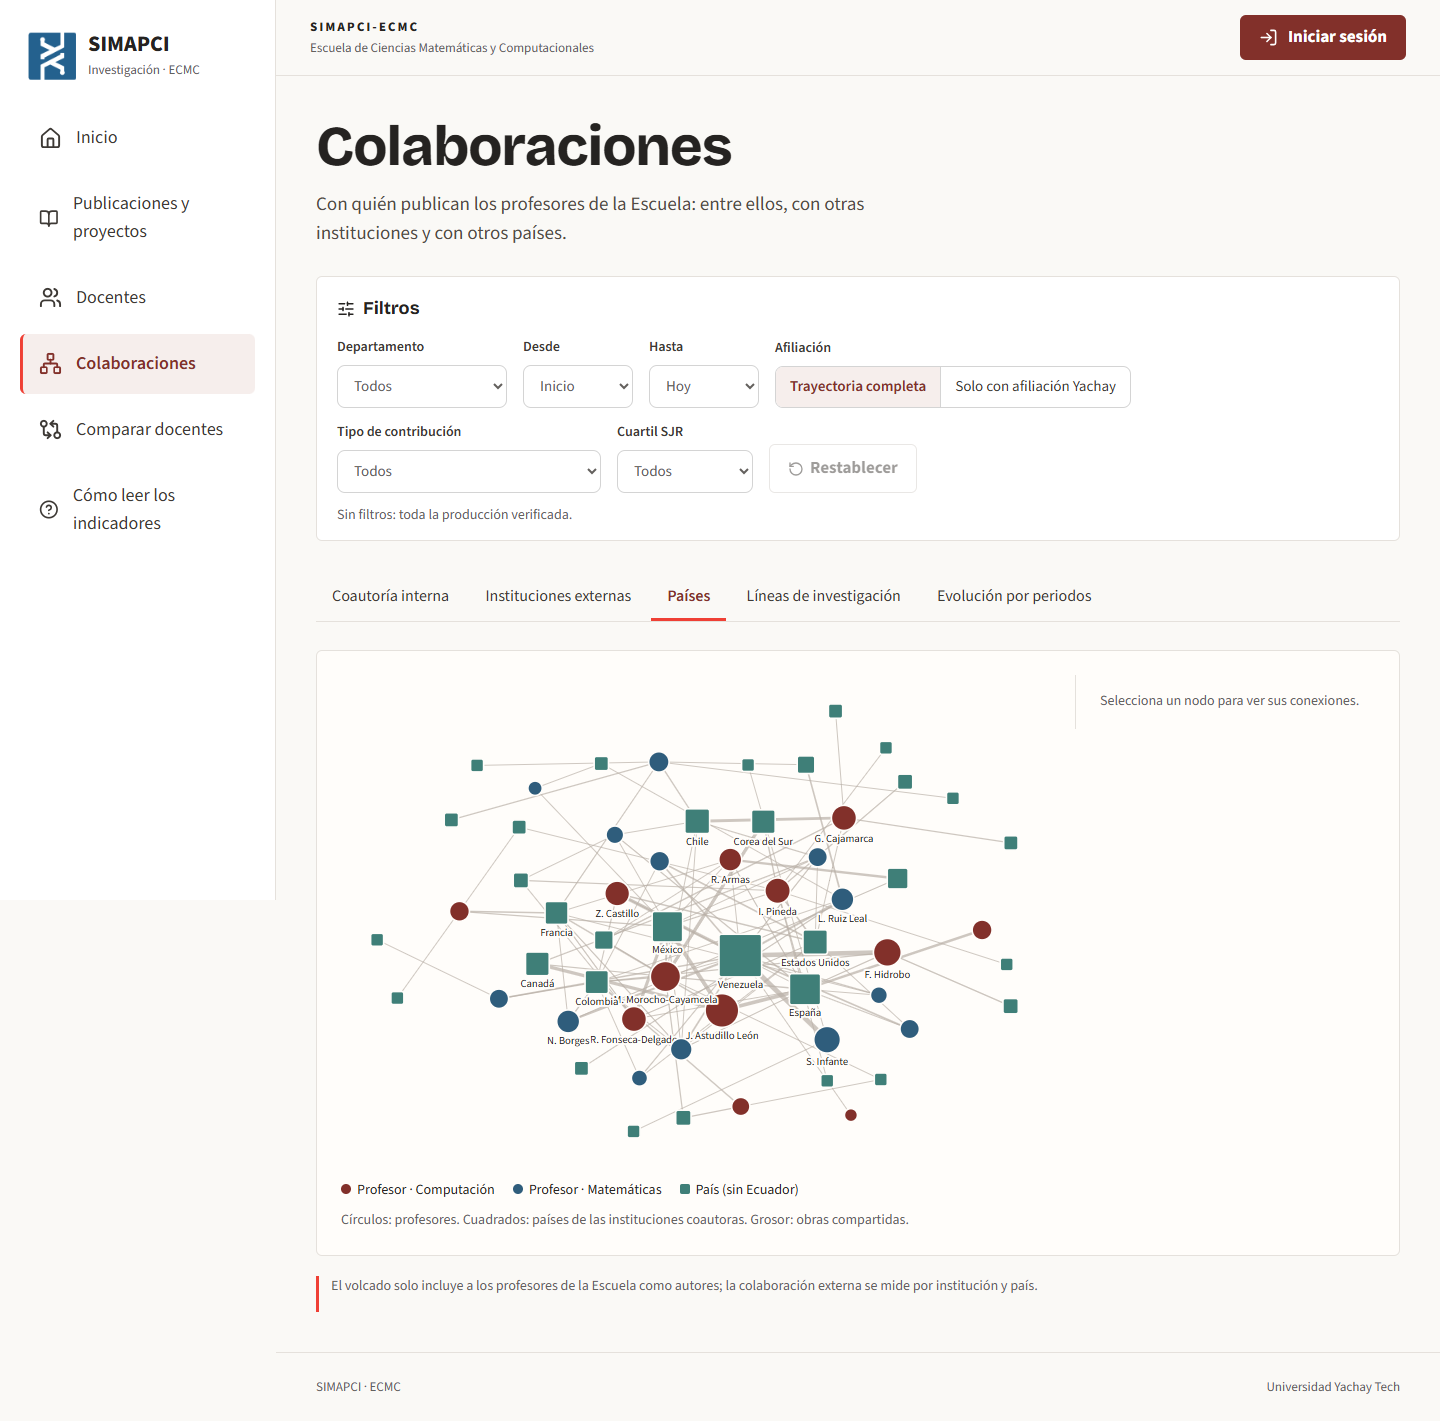 SIMAPCI
Investigación · ECMC
Inicio
Publicaciones y
proyectos
Docentes
Colaboraciones
Comparar docentes
Cómo leer los
indicadores
SIMAPCI-ECMC
Escuela de Ciencias Matemáticas y Computacionales
Iniciar sesión
Colaboraciones
Con quién publican los profesores de la Escuela: entre ellos, con otras
instituciones y con otros países.
Filtros
Departamento
Desde
Hasta
Afiliación
Todos
Inicio
Hoy
Trayectoria completa
Solo con afiliación Yachay
Tipo de contribución
Cuartil SJR
Todos
Todos
Restablecer
Sin filtros: toda la producción verificada.
Coautoría interna
Instituciones externas
Países
Líneas de investigación
Evolución por periodos
Selecciona un nodo para ver sus conexiones.
Chile
Corea del Sur
G. Cajamarca
R. Armas
Z. Castillo
I. Pineda
L. Ruiz Leal
Francia
México
Estados Unidos
F. Hidrobo
Canadá
Venezuela
Colombia
M. Morocho-Cayamcela
España
N. Borges
R. Fonseca-Delgado
J. Astudillo León
S. Infante
Profesor · Computación
Profesor · Matemáticas
País (sin Ecuador)
Círculos: profesores. Cuadrados: países de las instituciones coautoras. Grosor: obras compartidas.
El volcado solo incluye a los profesores de la Escuela como autores; la colaboración externa se mide por institución y país.
SIMAPCI · ECMC
Universidad Yachay Tech